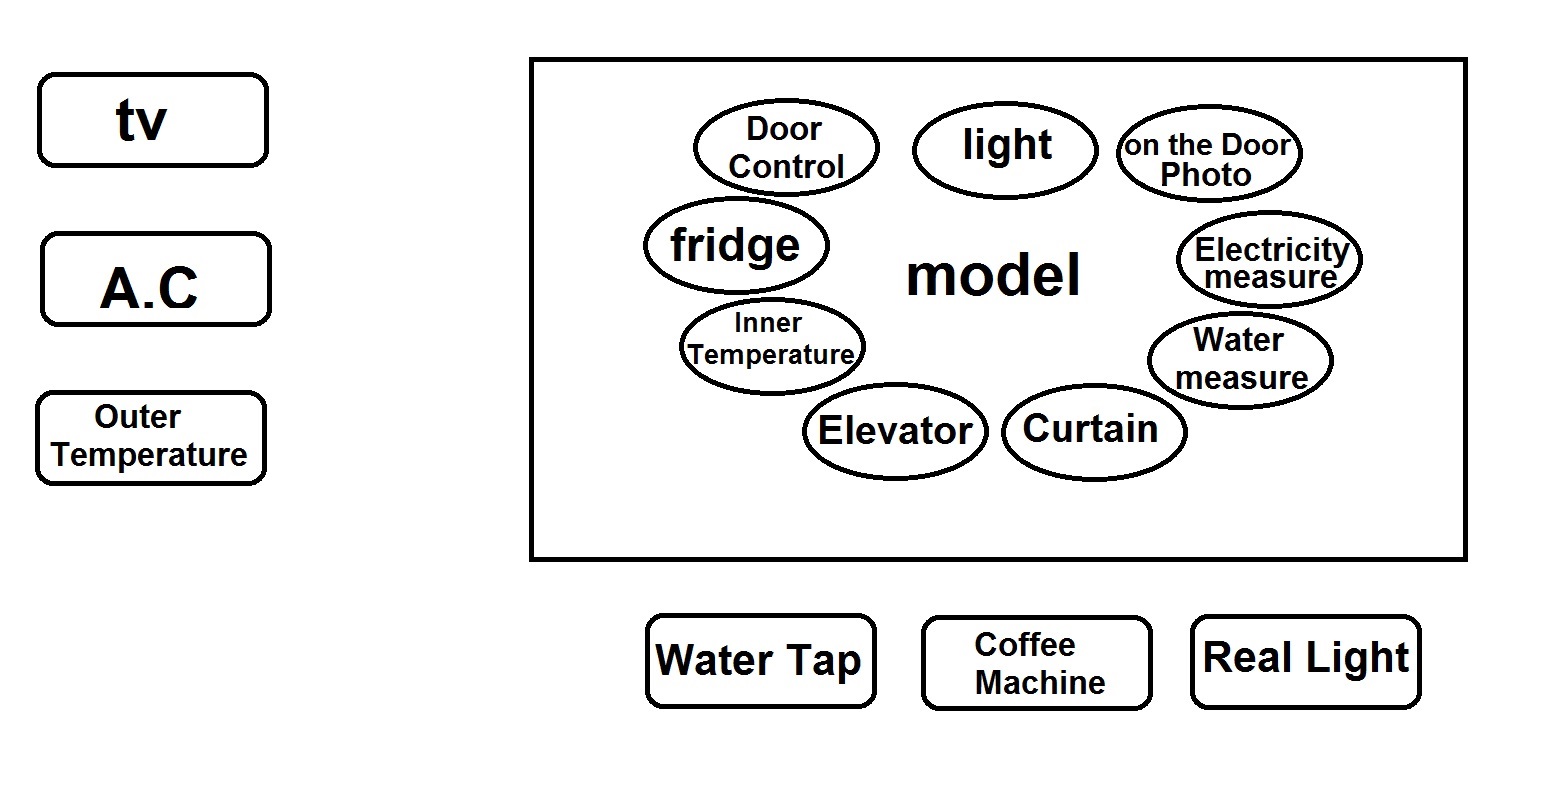 tv
A.C
Outer
Temperature
Door
Control
light
on the Door
Photo
fridge
model
Electricity
measure
Inner
Temperature
Water
measure
Elevator
Curtain
Water Tap
Coffee
Machine
Real Light